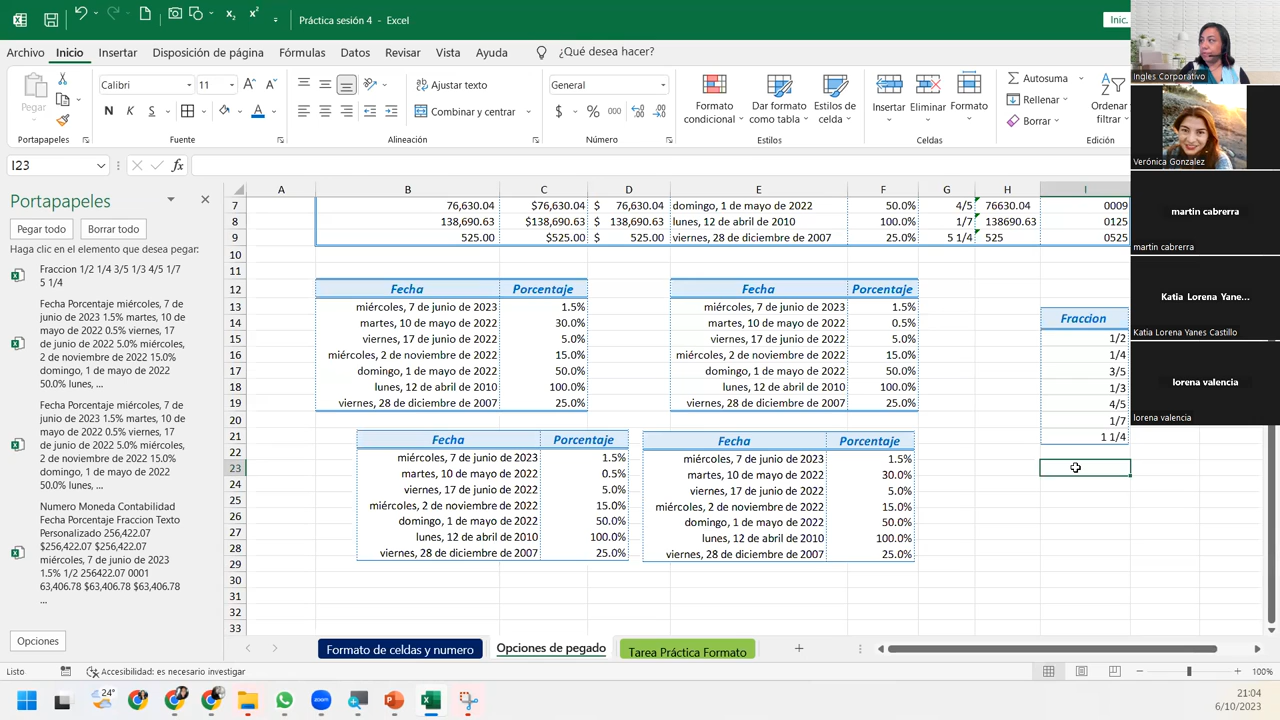 Práctica sesión 4 - Excel
Inic.
Archivo Inicio Insertar Disposición de página Fórmulas Datos Revisar Vista Ayuda ¿Qué desea hacer?
Pegar
Calibri 11
N K S
Ajustar texto
Combinar y centrar
General
$ % 000
Formato condicional
Dar formato como tabla
Estilos de celda
Insertar Eliminar Formato
Autosuma
Rellenar
Borrar
Ordenar
filtrar
Portapapeles Fuente Alineación Número Estilos Celdas Edición
I23 fx
Portapapeles
Pegar todo Borrar todo
Haga clic en el elemento que desea pegar:
Fraccion 1/2 1/4 3/5 1/3 4/5 1/7
5 1/4
Fecha Porcentaje miércoles, 7 de
junio de 2023 1.5% martes, 10 de
mayo de 2022 0.5% viernes, 17
de junio de 2022 5.0% miércoles,
2 de noviembre de 2022 15.0%
domingo, 1 de mayo de 2022
50.0% lunes, ...
Fecha Porcentaje miércoles, 7 de
junio de 2023 1.5% martes, 10 de
mayo de 2022 0.5% viernes, 17
de junio de 2022 5.0% miércoles,
2 de noviembre de 2022 15.0%
domingo, 1 de mayo de 2022
50.0% lunes, ...
Numero Moneda Contabilidad
Fecha Porcentaje Fraccion Texto
Personalizado 256,422.07
$256,422.07 $256,422.07
miércoles, 7 de junio de 2023
1.5% 1/2 256422.07 0001
63,406.78 $63,406.78 $63,406.78
...
Opciones
A B C D E F G H I
7 76,630.04 $76,630.04 $ 76,630.04 domingo, 1 de mayo de 2022 50.0% 4/5 76630.04 0009
8 138,690.63 $138,690.63 $ 138,690.63 lunes, 12 de abril de 2010 100.0% 1/7 138690.63 0125
9 525.00 $525.00 $ 525.00 viernes, 28 de diciembre de 2007 25.0% 5 1/4 525 0525
10
11
12 Fecha Porcentaje Fecha Porcentaje
13 miércoles, 7 de junio de 2023 1.5% miércoles, 7 de junio de 2023 1.5%
Fraccion
14 martes, 10 de mayo de 2022 30.0% martes, 10 de mayo de 2022 0.5%
15 viernes, 17 de junio de 2022 5.0% viernes, 17 de junio de 2022 5.0% 1/2
16 miércoles, 2 de noviembre de 2022 15.0% miércoles, 2 de noviembre de 2022 15.0% 1/4
17 domingo, 1 de mayo de 2022 50.0% domingo, 1 de mayo de 2022 50.0% 3/5
18 lunes, 12 de abril de 2010 100.0% lunes, 12 de abril de 2010 100.0% 1/3
19 viernes, 28 de diciembre de 2007 25.0% viernes, 28 de diciembre de 2007 25.0% 4/5
20 1/7
21 1 1/4
Fecha Porcentaje Fecha Porcentaje
22 miércoles, 7 de junio de 2023 1.5% miércoles, 7 de junio de 2023 1.5%
23 martes, 10 de mayo de 2022 0.5% martes, 10 de mayo de 2022 30.0%
24 viernes, 17 de junio de 2022 5.0% viernes, 17 de junio de 2022 5.0%
25 miércoles, 2 de noviembre de 2022 15.0% miércoles, 2 de noviembre de 2022 15.0%
26 domingo, 1 de mayo de 2022 50.0% domingo, 1 de mayo de 2022 50.0%
27 lunes, 12 de abril de 2010 100.0% lunes, 12 de abril de 2010 100.0%
28 viernes, 28 de diciembre de 2007 25.0% viernes, 28 de diciembre de 2007 25.0%
29
30
31
32
33
Formato de celdas y numero Opciones de pegado Tarea Práctica Formato
Listo Accesibilidad: es necesario investigar 100%
24°
zoom
21:04
6/10/2023
Ingles Corporativo
Verónica Gonzalez
martin cabrerra
martin cabrerra
Katia Lorena Yane...
Katia Lorena Yanes Castillo
lorena valencia
lorena valencia